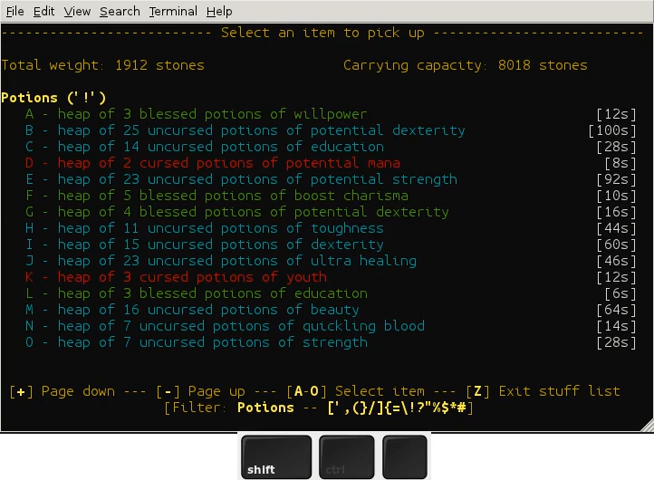 File Edit View Search Terminal Help
------------------------- Select an item to pick up --------------------------
Total weight: 1912 stones Carrying capacity: 8018 stones
Potions ('!')
A - heap of 3 blessed potions of willpower [12s]
B - heap of 25 uncursed potions of potential dexterity [100s]
C - heap of 14 uncursed potions of education [28s]
D - heap of 2 cursed potions of potential mana [8s]
E - heap of 23 uncursed potions of potential strength [92s]
F - heap of 5 blessed potions of boost charisma [10s]
G - heap of 4 blessed potions of potential dexterity [16s]
H - heap of 11 uncursed potions of toughness [44s]
I - heap of 15 uncursed potions of dexterity [60s]
J - heap of 23 uncursed potions of ultra healing [46s]
K - heap of 3 cursed potions of youth [12s]
L - heap of 3 blessed potions of education [6s]
M - heap of 16 uncursed potions of beauty [64s]
N - heap of 7 uncursed potions of quickling blood [14s]
O - heap of 7 uncursed potions of strength [28s]
[+] Page down --- [-] Page up --- [A-O] Select item --- [Z] Exit stuff list
[Filter: Potions -- [',(}/]{=\!?"%$*#]
shift ctrl